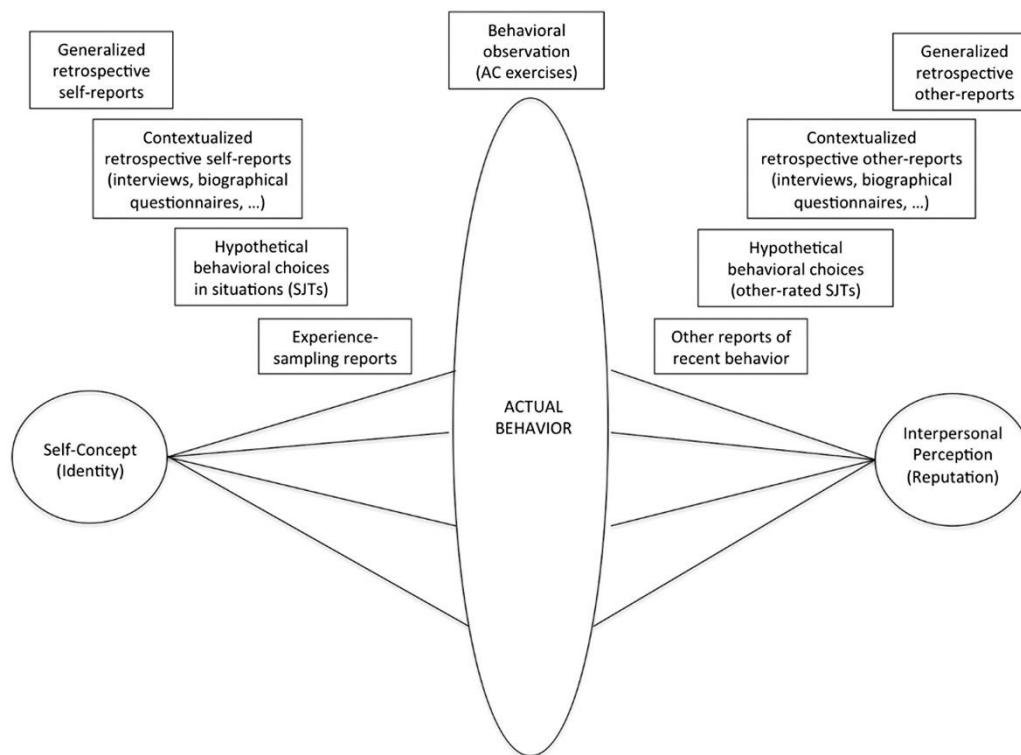 Generalized
retrospective
self-reports
Behavioral
observation
(AC exercises)
Generalized
retrospective
other-reports
Contextualized
retrospective self-reports
(interviews, biographical
questionnaires, ...)
Contextualized
retrospective other-reports
(interviews, biographical
questionnaires, ...)
Hypothetical
behavioral choices
in situations (SJTs)
Hypothetical
behavioral choices
(other-rated SJTs)
Experience-
sampling reports
Other reports of
recent behavior
Self-Concept
(Identity)
ACTUAL
BEHAVIOR
Interpersonal
Perception
(Reputation)